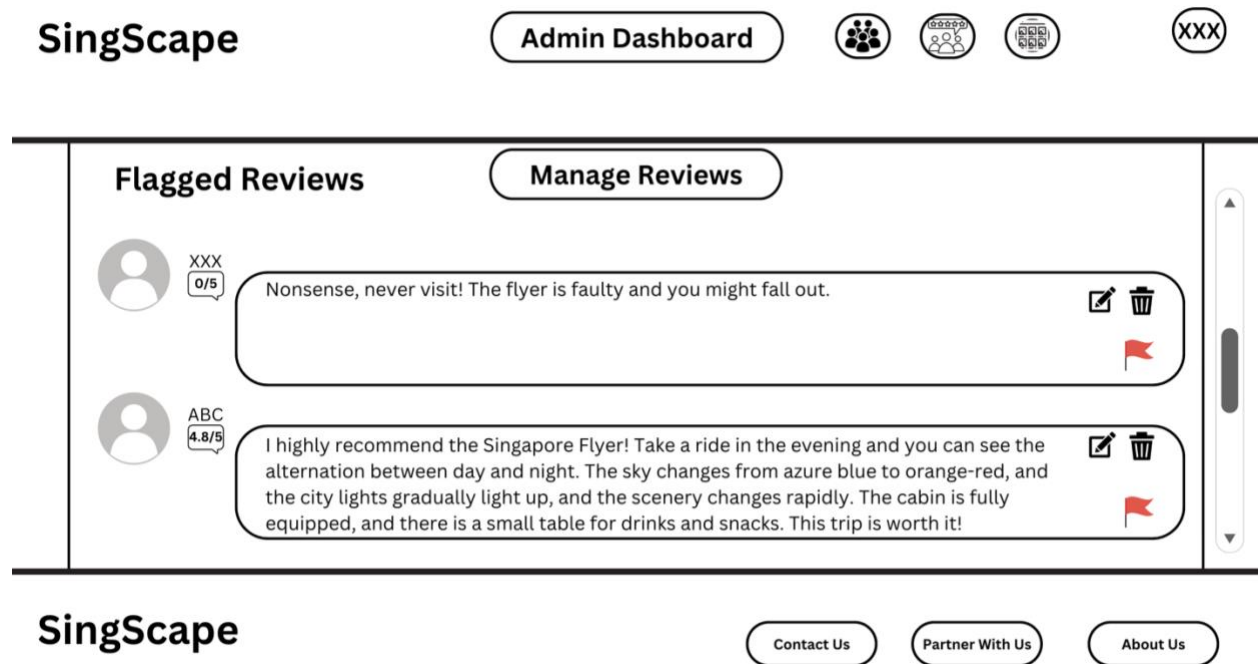 SingScape
Admin Dashboard
XXX
Flagged Reviews
Manage Reviews
XXX
0/5
Nonsense, never visit! The flyer is faulty and you might fall out.
ABC
4.8/5
I highly recommend the Singapore Flyer! Take a ride in the evening and you can see the
alternation between day and night. The sky changes from azure blue to orange-red, and
the city lights gradually light up, and the scenery changes rapidly. The cabin is fully
equipped, and there is a small table for drinks and snacks. This trip is worth it!
SingScape
Contact Us
Partner With Us
About Us